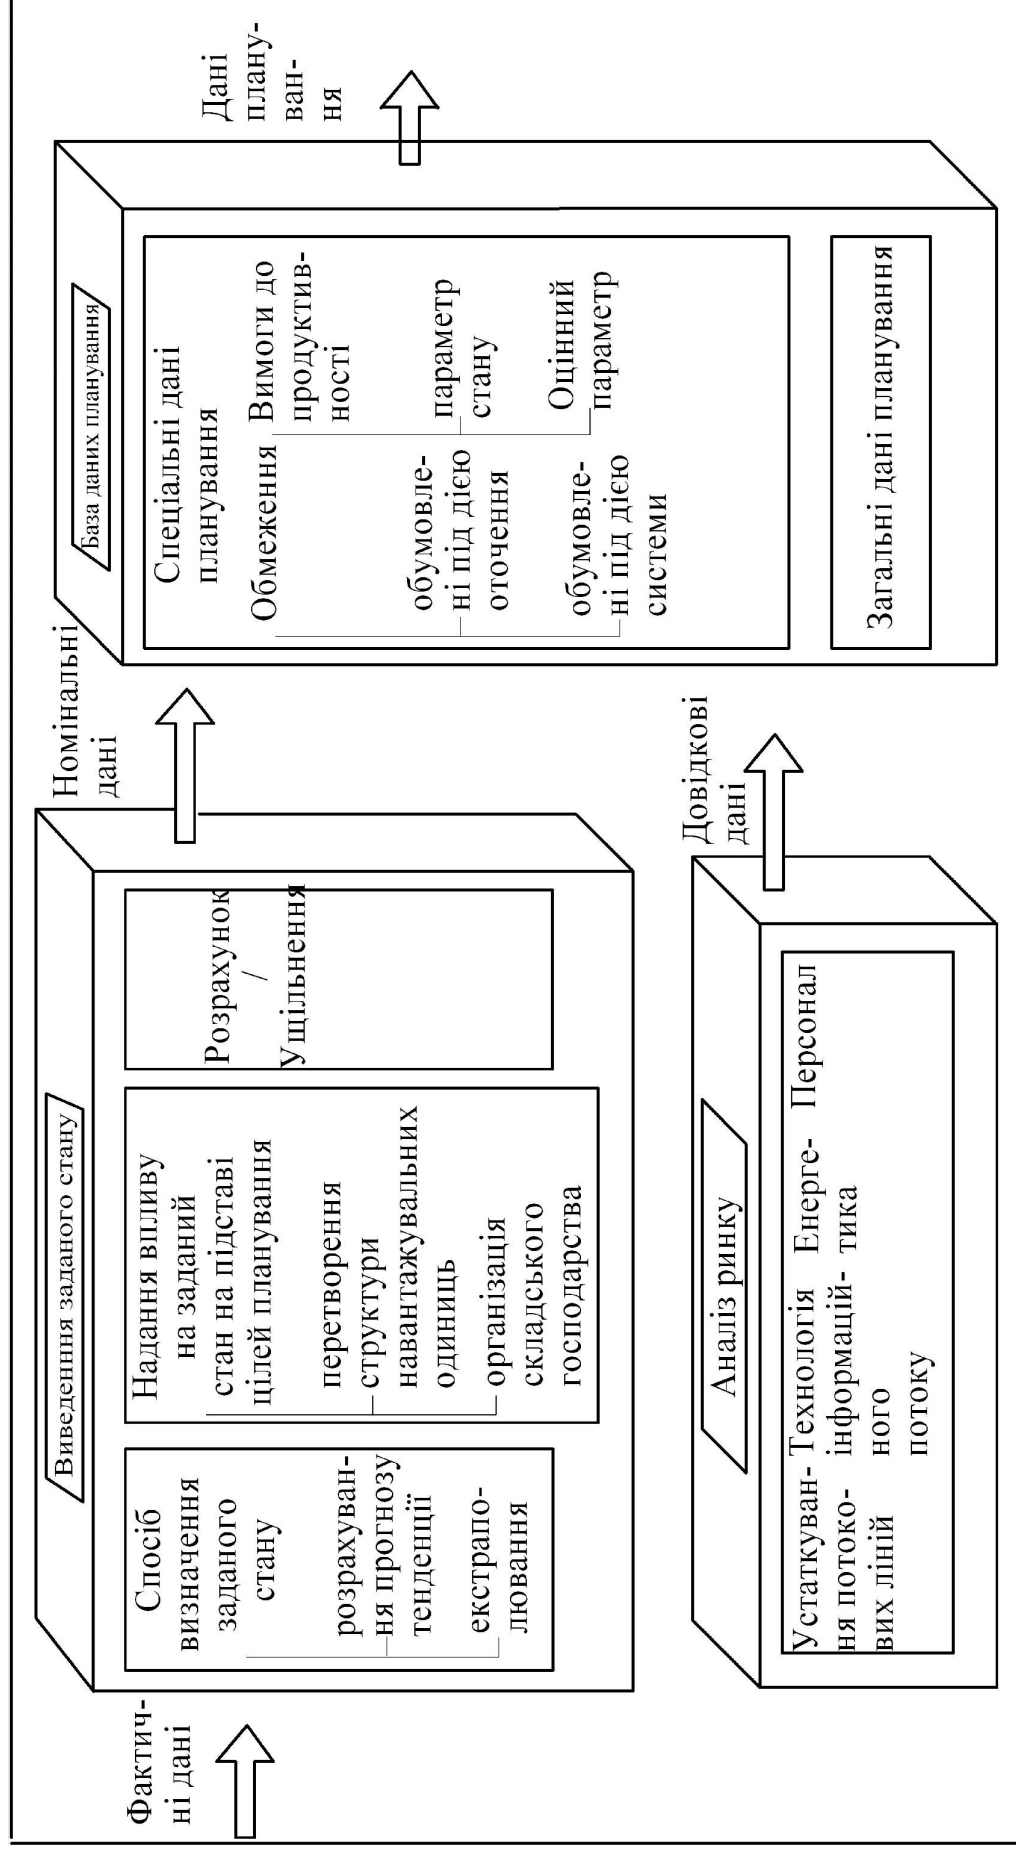 Фактич-
ні дані
Виведенння заданого стану
Спосіб
визначення
заданого
стану
розрахуван-
ня прогнозу
тенденції
екстрапо-
лювання
Надання впливу
на заданий
стан на підставі
цілей планування
перетворення
структури
навантажувальних
одиниць
організація
складського
господарства
Розрахунок
/
Ущільнення
Номінальні
дані
Аналіз ринку
Устаткуван-
ня потоко-
вих ліній
Технологія
інформацій-
ного
потоку
Енерге-
тика
Персонал
Довідкові
дані
База даних планування
Спеціальні дані
планування
Обмеження
обумовле-
ні під дією
оточення
обумовле-
ні під дією
системи
Вимоги до
продуктив-
ності
параметр
стану
Оцінний
параметр
Загальні дані планування
Дані
плану-
ван-
ня